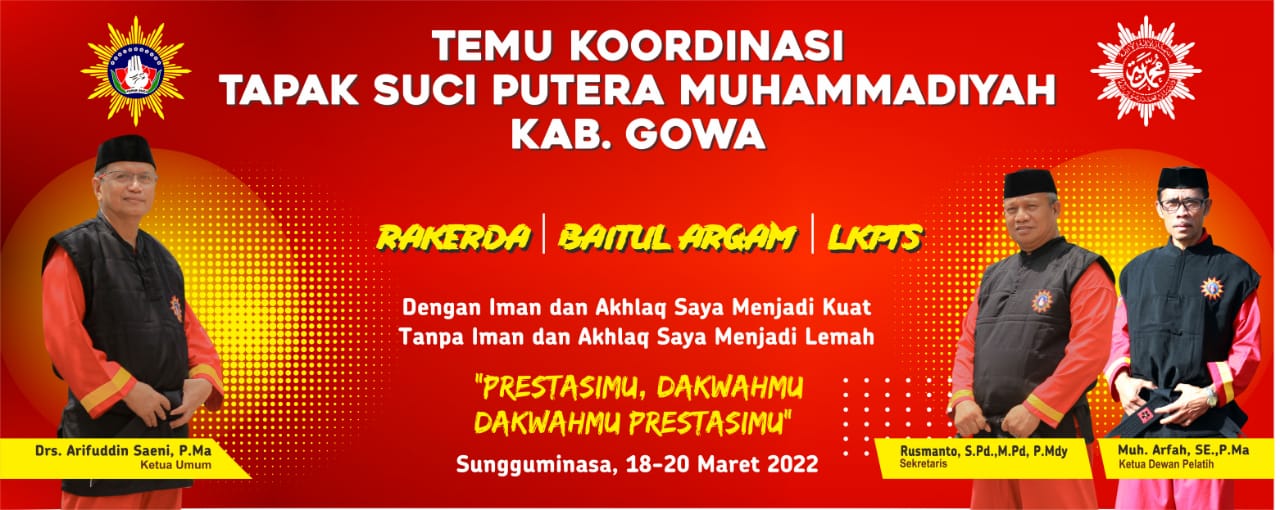 TEMU KOORDINASI
TAPAK SUCI PUTERA MUHAMMADIYAH
KAB. GOWA
RAKERDA | BAITUL ARGAM | LKPTS
Dengan Iman dan Akhlaq Saya Menjadi Kuat
Tanpa Iman dan Akhlaq Saya Menjadi Lemah
"PRESTASIMU, DAKWAHMU
DAKWAHMU PRESTASIMU"
Sungguminasa, 18-20 Maret 2022
Drs. Arifuddin Saeni, P.Ma
Ketua Umum
Rusmanto, S.Pd.,M.Pd, P.Mdy
Sekretaris
Muh. Arfah, SE.,P.Ma
Ketua Dewan Pelatih